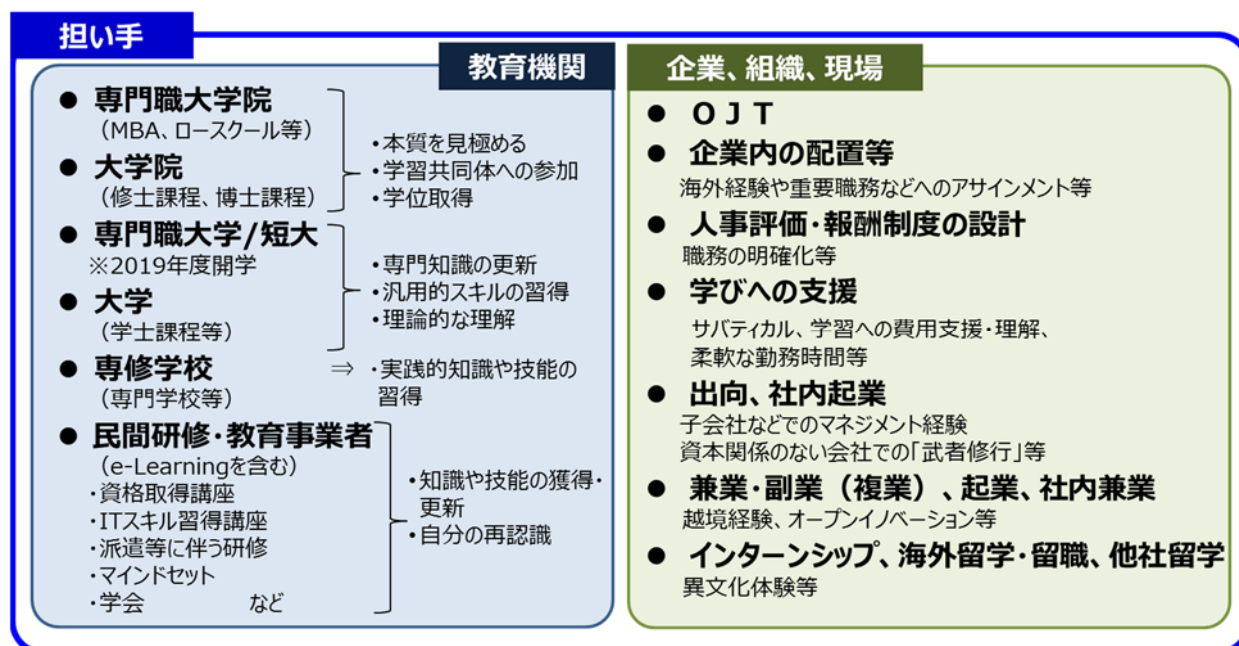 担い手
教育機関
● 専門職大学院
（MBA、ロースクール等）
● 大学院
（修士課程、博士課程）
・本質を見極める
・学習共同体への参加
・学位取得
● 専門職大学/短大
※2019年度開学
● 大学
（学士課程等）
・専門知識の更新
・汎用的スキルの習得
・理論的な理解
● 専修学校
（専門学校等）
⇒ ・実践的知識や技能の
習得
● 民間研修・教育事業者
（e-Learningを含む）
・資格取得講座
・ITスキル習得講座
・派遣等に伴う研修
・マインドセット
・学会 など
・知識や技能の獲得・
更新
・自分の再認識
企業、組織、現場
● ＯＪＴ
● 企業内の配置等
海外経験や重要職務などへのアサインメント等
● 人事評価・報酬制度の設計
職務の明確化等
● 学びへの支援
サバティカル、学習への費用支援・理解、
柔軟な勤務時間等
● 出向、社内起業
子会社などでのマネジメント経験
資本関係のない会社での「武者修行」等
● 兼業・副業（複業）、起業、社内兼業
越境経験、オープンイノベーション等
● インターンシップ、海外留学・留職、他社留学
異文化体験等